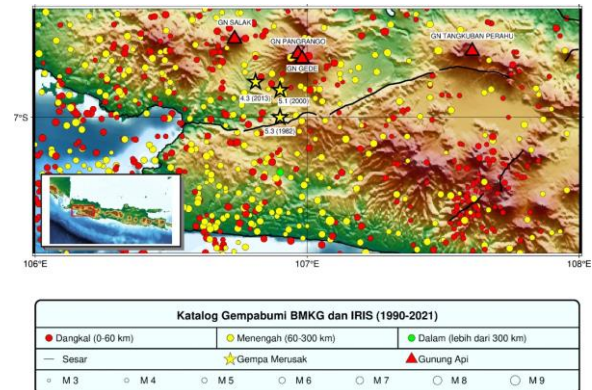 GN SALAK
GN TANGKUBAN PERAHU
GN PANGRANGO
GN GEDE
4.3 (2013)
5.1 (2000)
7°S
5.3 (1982)
106°E
107°E
108°E
Katalog Gempabumi BMKG dan IRIS (1990-2021)
Dangkal (0-60 km)
Menengah (60-300 km)
Dalam (lebih dari 300 km)
Sesar
Gempa Merusak
Gunung Api
M 3
M 4
M 5
M 6
M 7
M 8
M 9